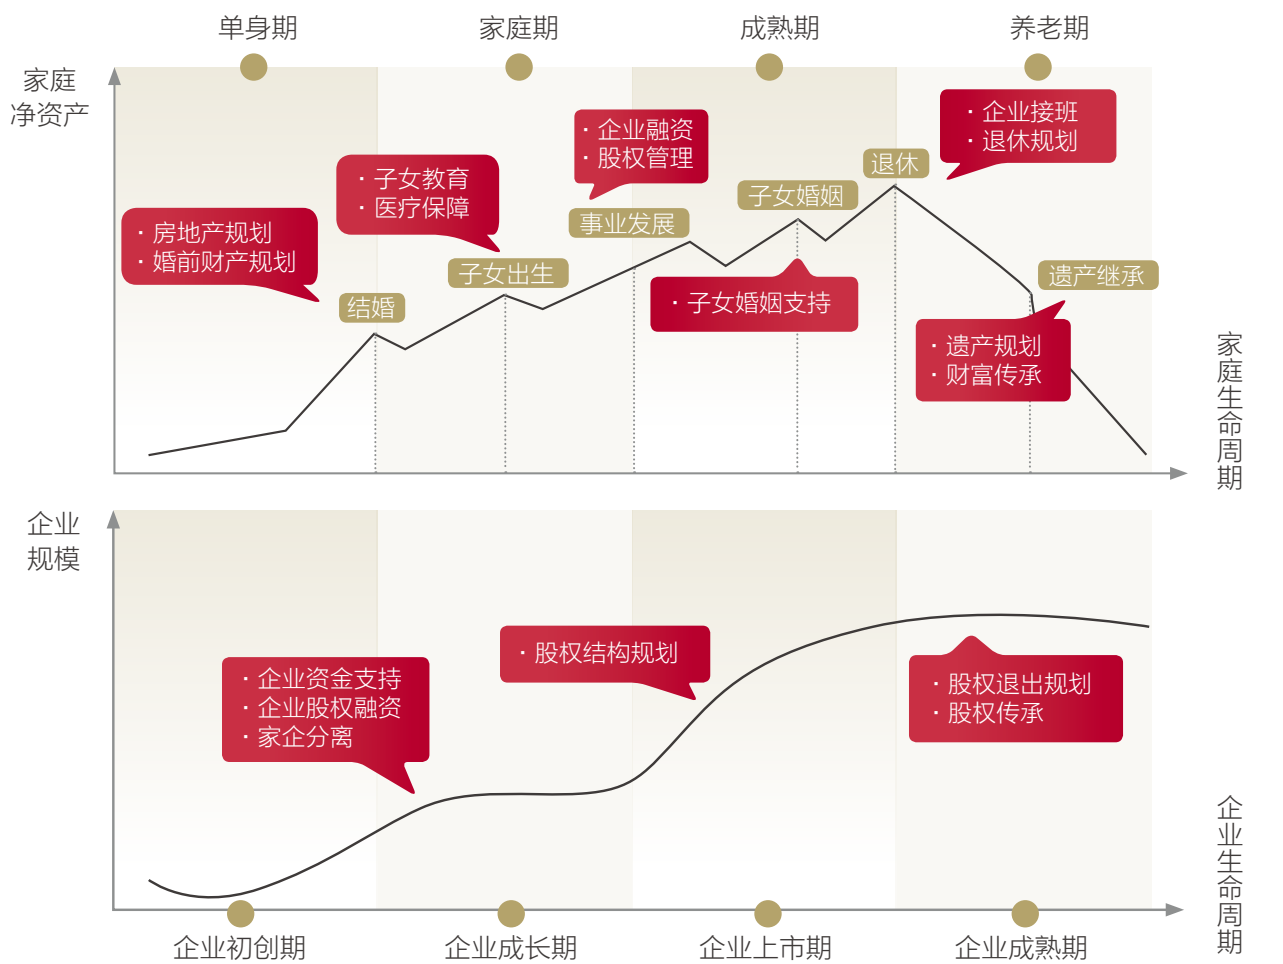 单身期
家庭期
成熟期
养老期
家庭
净资产
· 企业接班
· 退休规划
· 企业融资
· 股权管理
退休
· 子女教育
· 医疗保障
子女婚姻
事业发展
· 房地产规划
· 婚前财产规划
子女出生
遗产继承
结婚
· 子女婚姻支持
· 遗产规划
· 财富传承
家庭生命周期
企业
规模
· 股权结构规划
· 企业资金支持
· 企业股权融资
· 家企分离
· 股权退出规划
· 股权传承
企业生命周期
企业初创期
企业成长期
企业上市期
企业成熟期